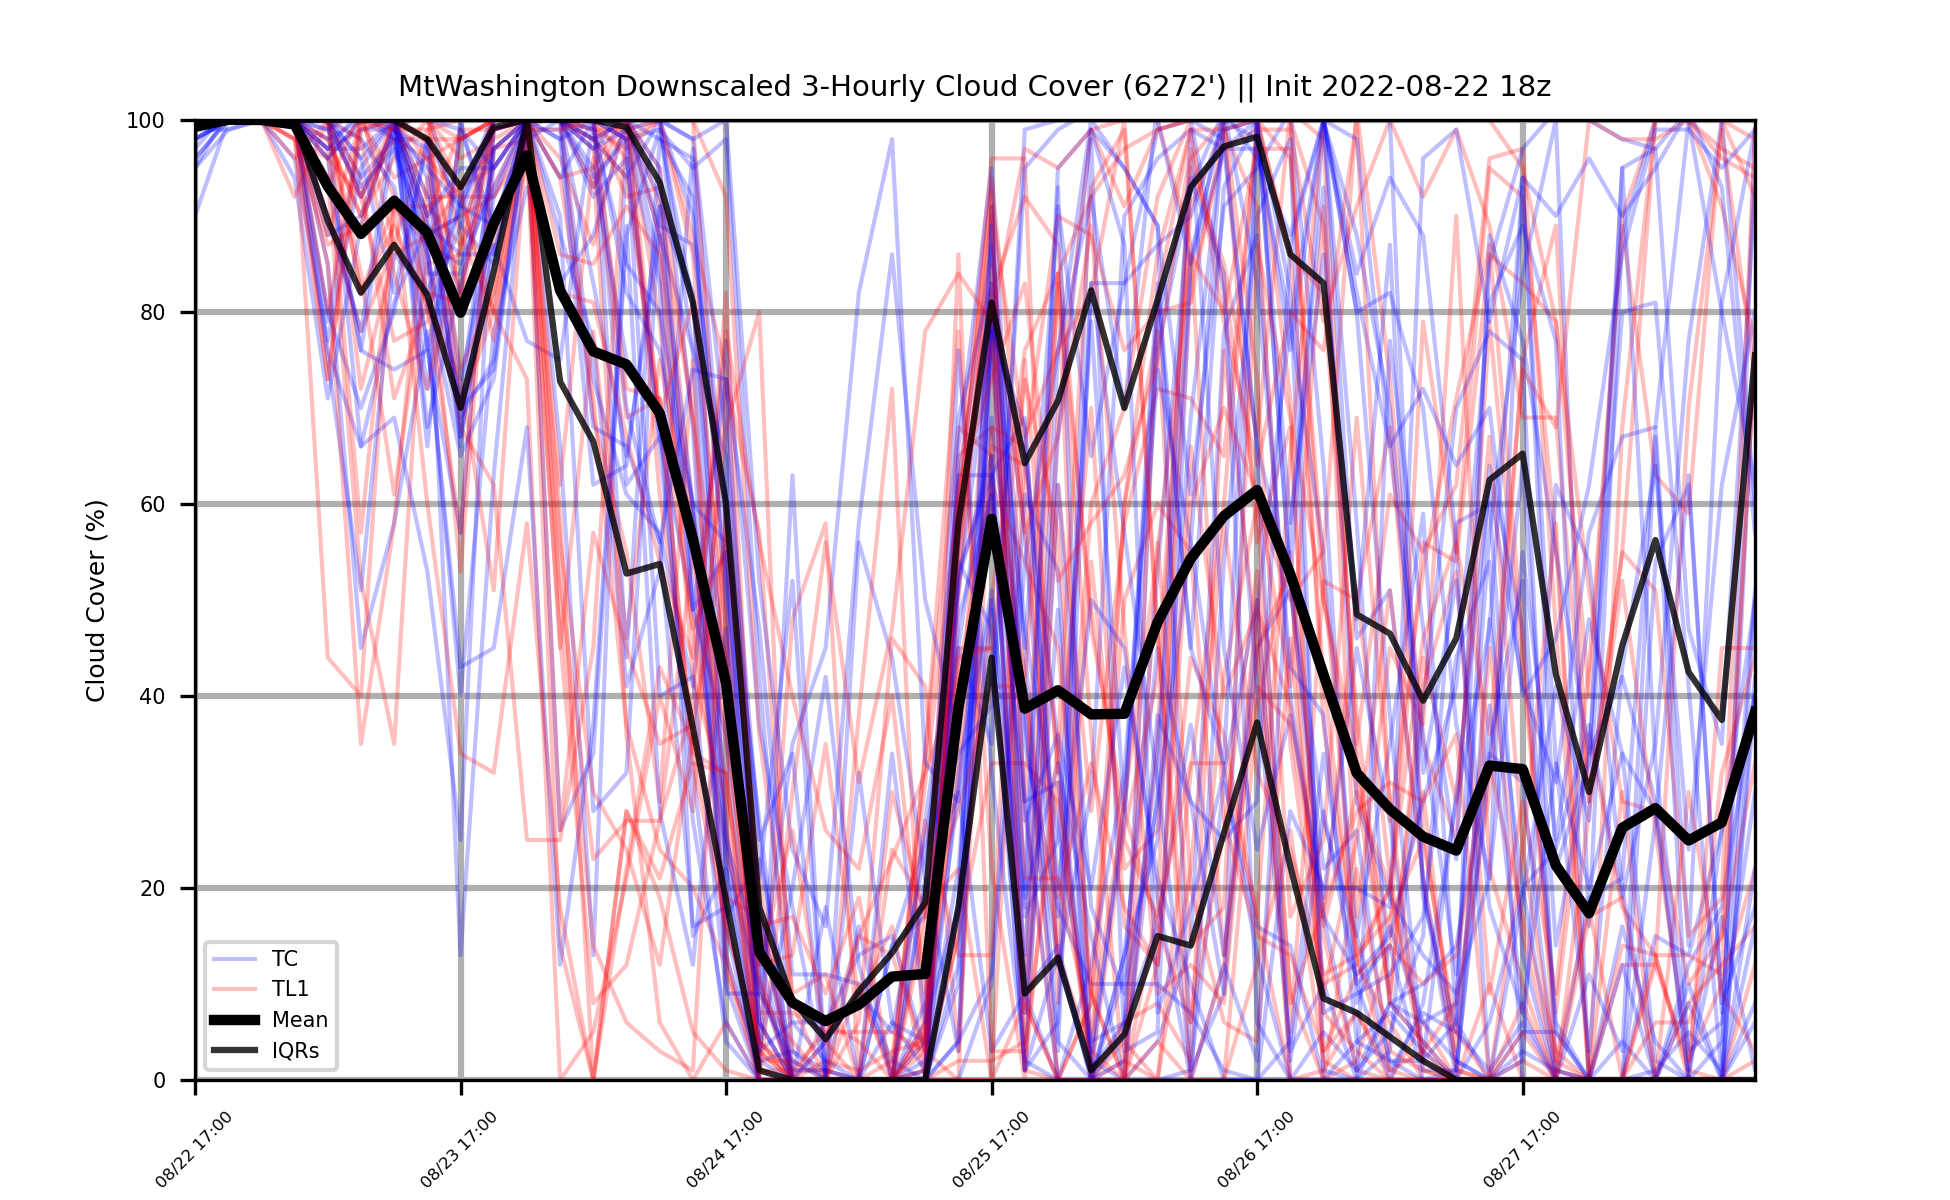 MtWashington Downscaled 3-Hourly Cloud Cover (6272') || Init 2022-08-22 18z
100
80
60
40
20
0
Cloud Cover (%)
TC
TL1
Mean
IQRs
08/22 17:00
08/23 17:00
08/24 17:00
08/25 17:00
08/26 17:00
08/27 17:00